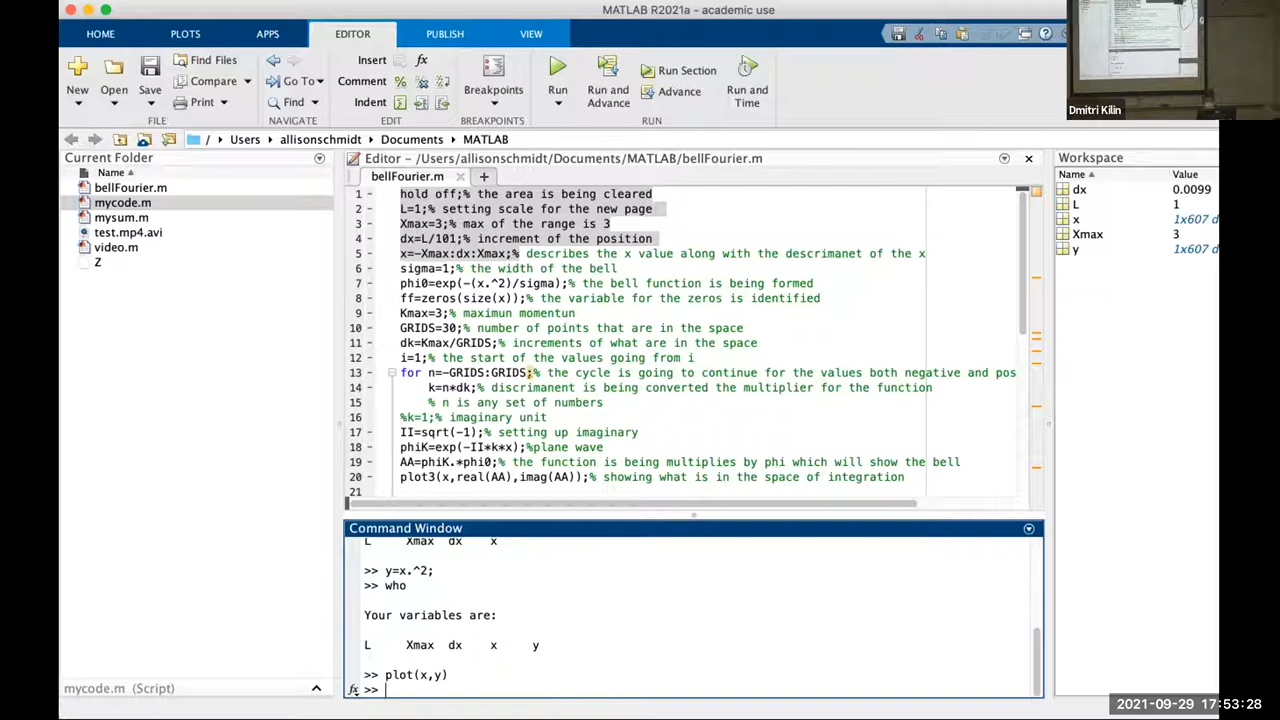 MATLAB R2021a - academic use
HOME PLOTS APPS EDITOR PUBLISH VIEW
New Open Save Find Files Compare Print
Go To Find
Insert fx Comment % Indent
Breakpoints
Run Run and Advance Run Section Advance Run and Time
FILE NAVIGATE EDIT BREAKPOINTS RUN
Dmitri Kilin
/ Users allisonschmidt Documents MATLAB
Current Folder
Name
bellFourier.m
mycode.m
mysum.m
test.mp4.avi
video.m
Z
mycode.m (Script)
Editor - /Users/allisonschmidt/Documents/MATLAB/bellFourier.m
bellFourier.m
1 hold off;% the area is being cleared
2 L=1;% setting scale for the new page
3 Xmax=3;% max of the range is 3
4 dx=L/101;% increment of the position
5 x=-Xmax:dx:Xmax;% describes the x value along with the descrimanet of the x
6 sigma=1;% the width of the bell
7 phi0=exp(-(x.^2)/sigma);% the bell function is being formed
8 ff=zeros(size(x));% the variable for the zeros is identified
9 Kmax=3;% maximun momentun
10 GRIDS=30;% number of points that are in the space
11 dk=Kmax/GRIDS;% increments of what are in the space
12 i=1;% the start of the values going from i
13 for n=-GRIDS:GRIDS;% the cycle is going to continue for the values both negative and pos
14 k=n*dk;% discrimanent is being converted the multiplier for the function
15 % n is any set of numbers
16 %k=1;% imaginary unit
17 II=sqrt(-1);% setting up imaginary
18 phiK=exp(-II*k*x);%plane wave
19 AA=phiK.*phi0;% the function is being multiplies by phi which will show the bell
20 plot3(x,real(AA),imag(AA));% showing what is in the space of integration
21
Command Window
L Xmax dx x
>> y=x.^2;
>> who
Your variables are:
L Xmax dx x y
>> plot(x,y)
fx >>
Workspace
Name Value
dx 0.0099
L 1
x 1x607 d
Xmax 3
y 1x607 d
2021-09-29 17:53:28